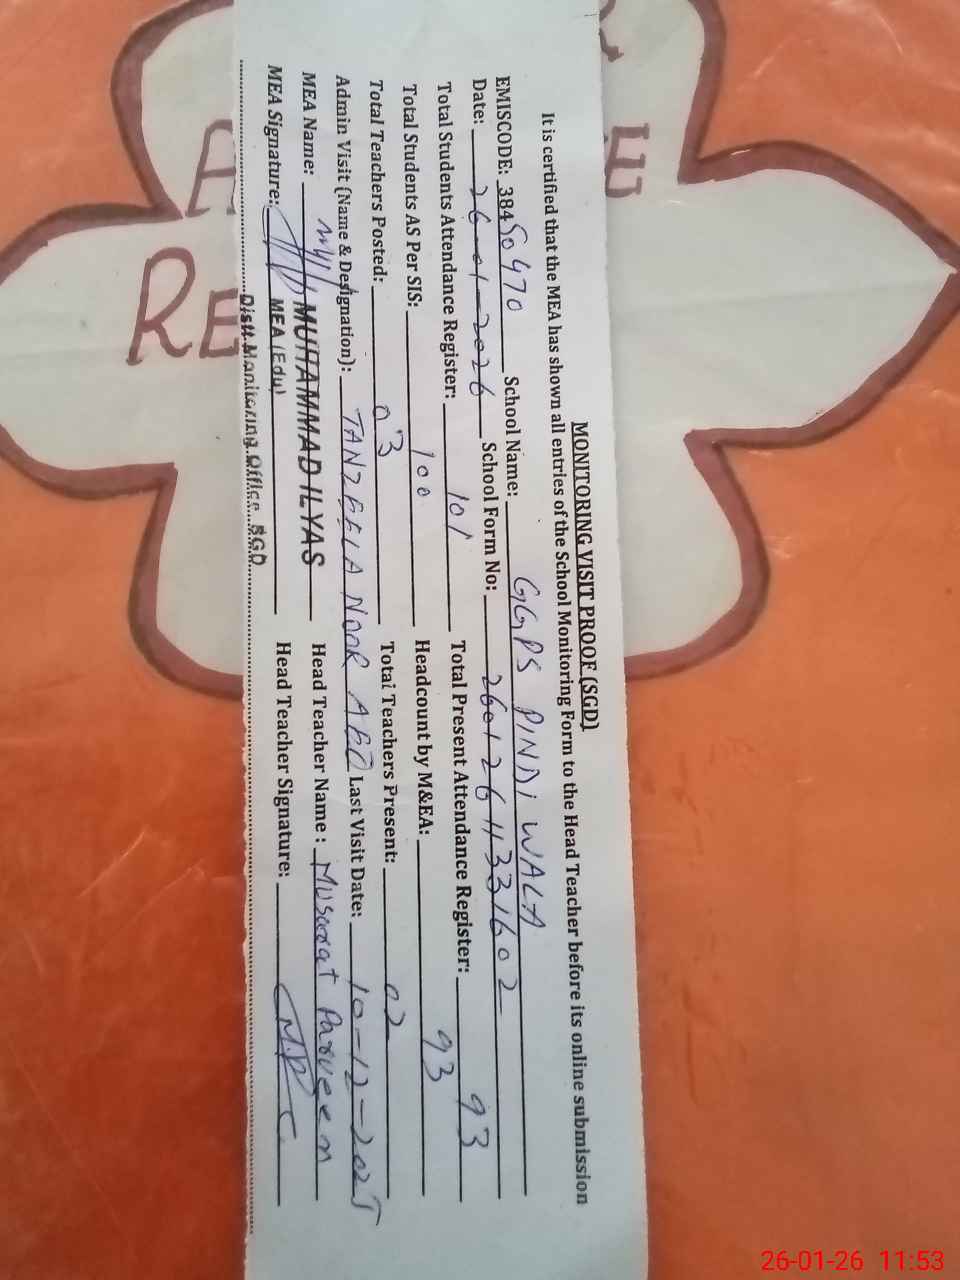 MONITORING VISIT PROOF (SGD)
It is certified that the MEA has shown all entries of the School Monitoring Form to the Head Teacher before its online submission
EMISCODE: 38450470 School Name: GGPS PINDI WALA
Date: 26-01-2026 School Form No: 2601261133602
Total Students Attendance Register: 101 Total Present Attendance Register: 93
Total Students AS Per SIS: 100 Headcount by M&EA: 93
Total Teachers Posted: 03 Total Teachers Present: 02
Admin Visit (Name & Designation): TANZEELA NOOR AEO Last Visit Date: 10-12-2025
MEA Name: MUHAMMAD ILYAS Head Teacher Name: Musarrat Parveen
MEA Signature: MEA (Edu) Head Teacher Signature: M.P
Distt. Monitoring Office SGD
RE
26-01-26 11:53